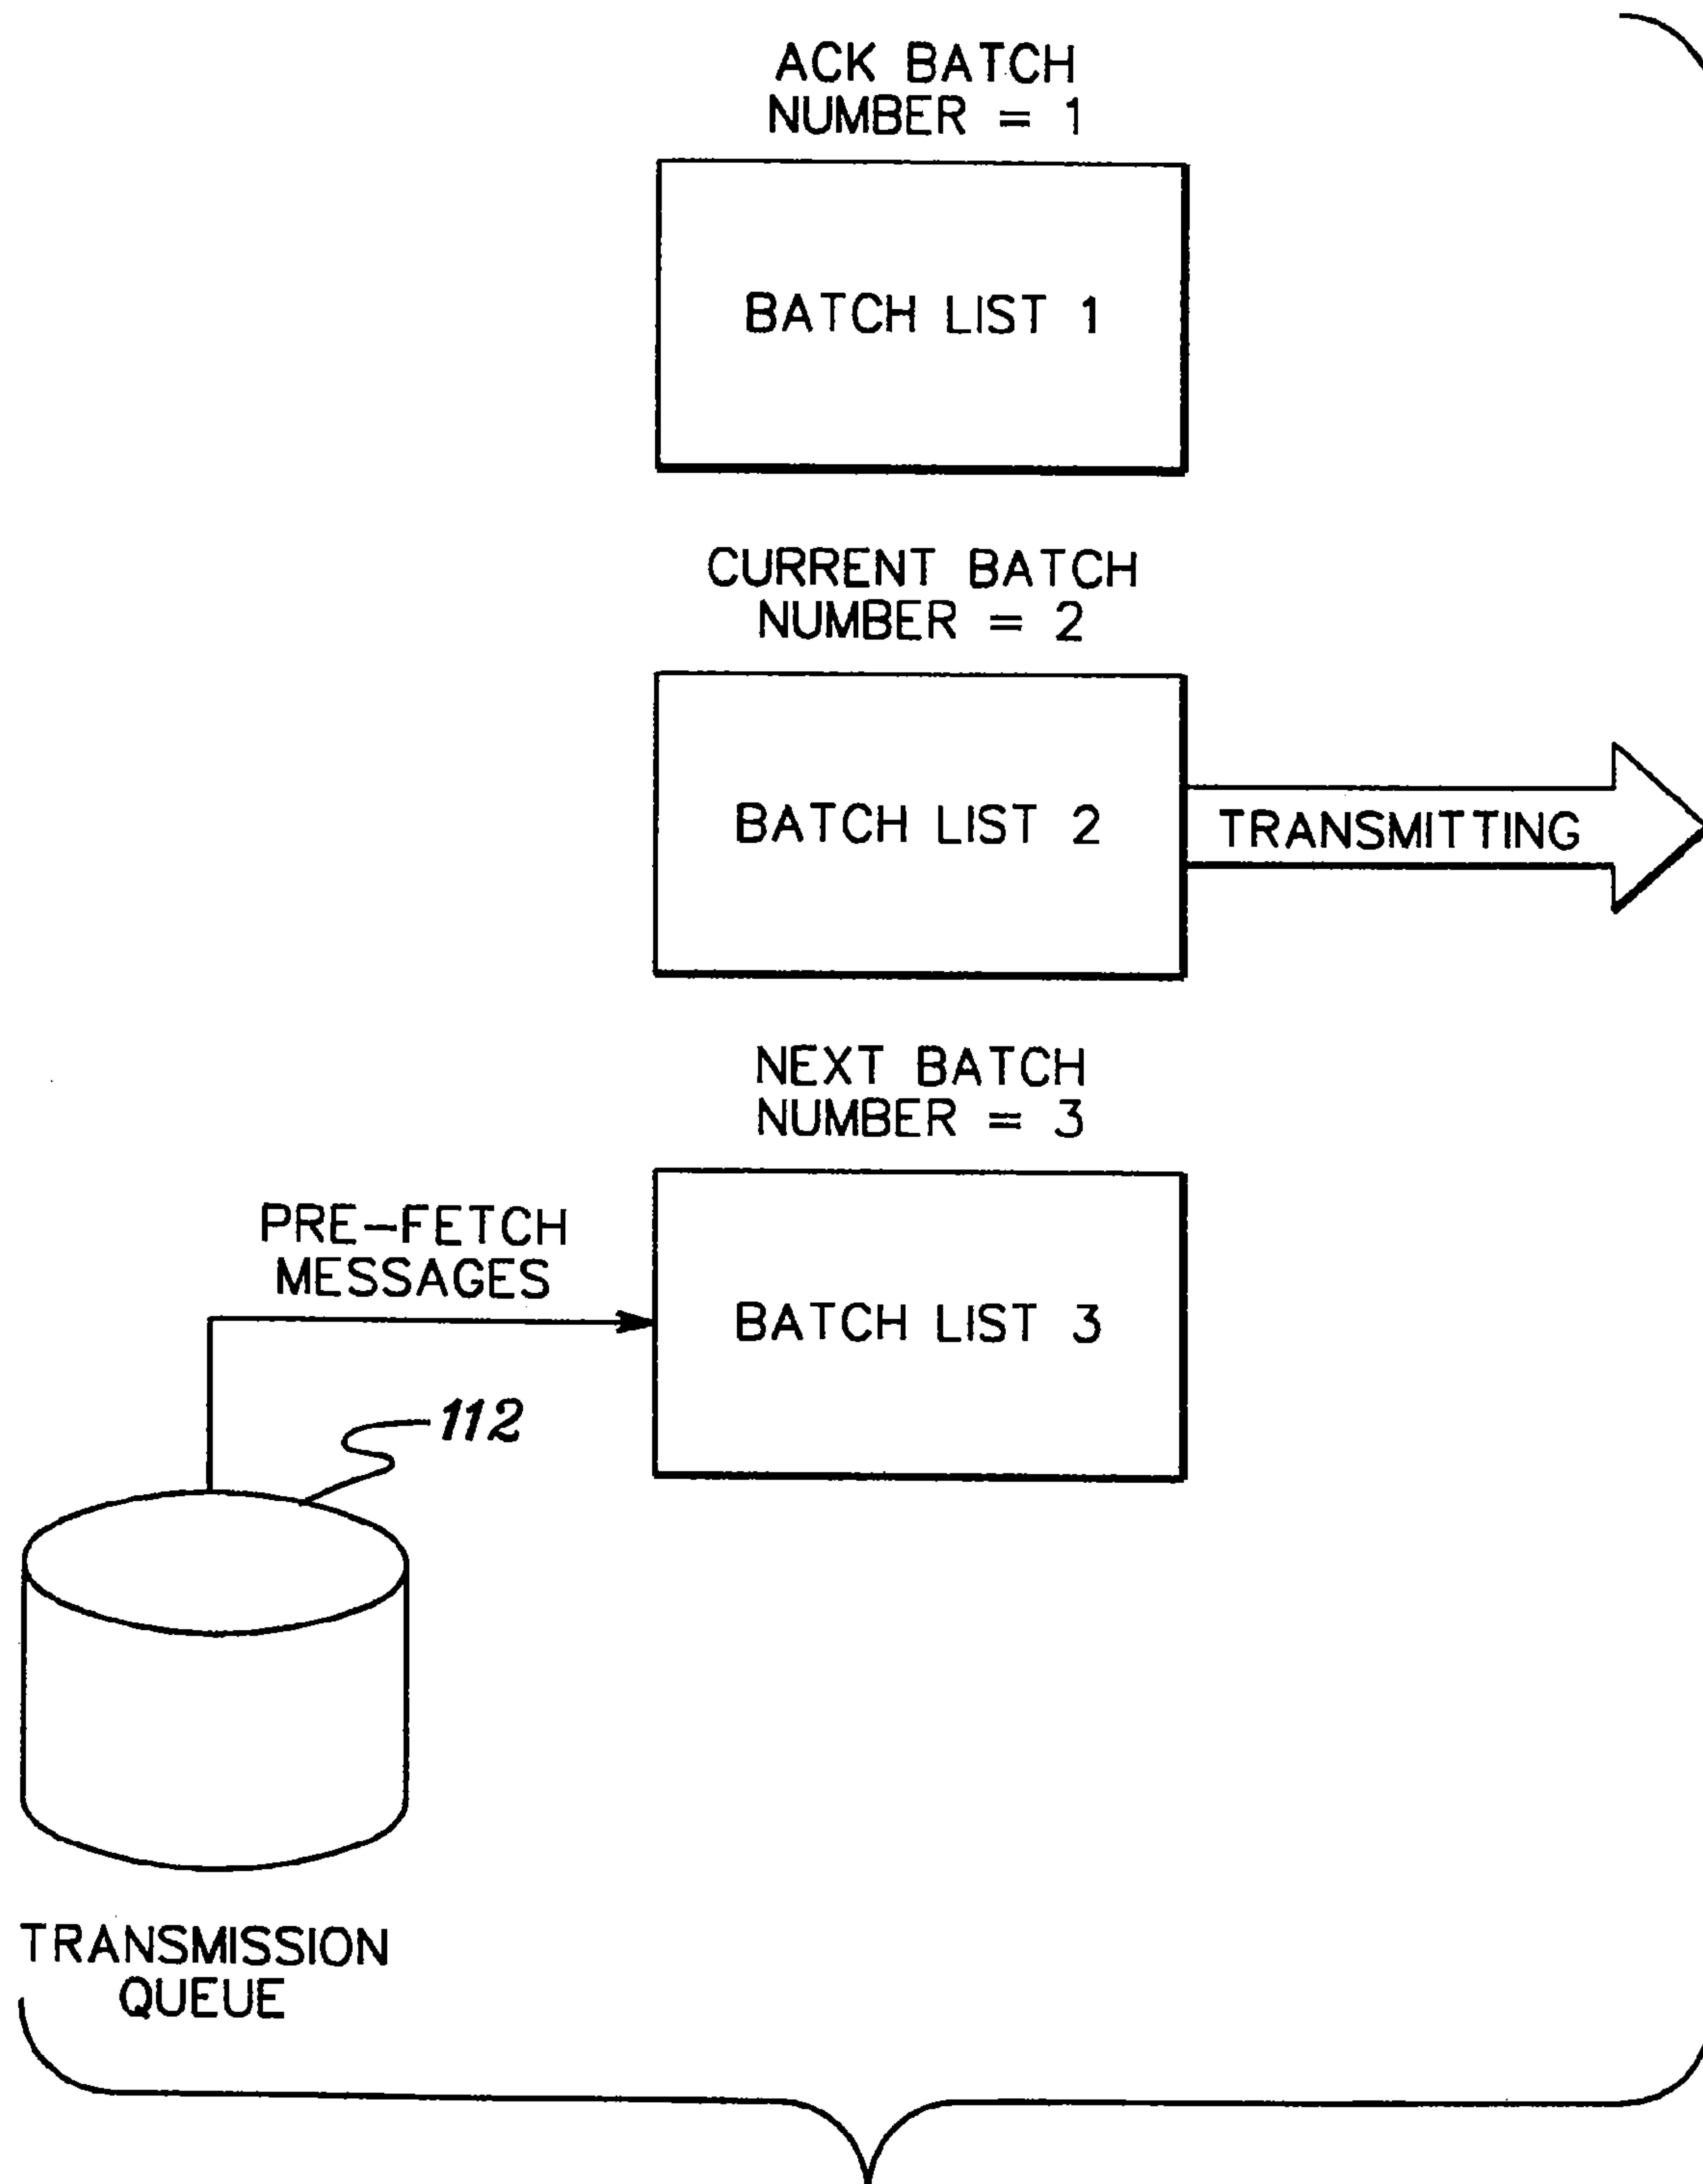 ACK BATCH
NUMBER = 1
BATCH LIST 1
CURRENT BATCH
NUMBER = 2
BATCH LIST 2
TRANSMITTING
NEXT BATCH
NUMBER = 3
PRE-FETCH
MESSAGES
BATCH LIST 3
112
TRANSMISSION
QUEUE